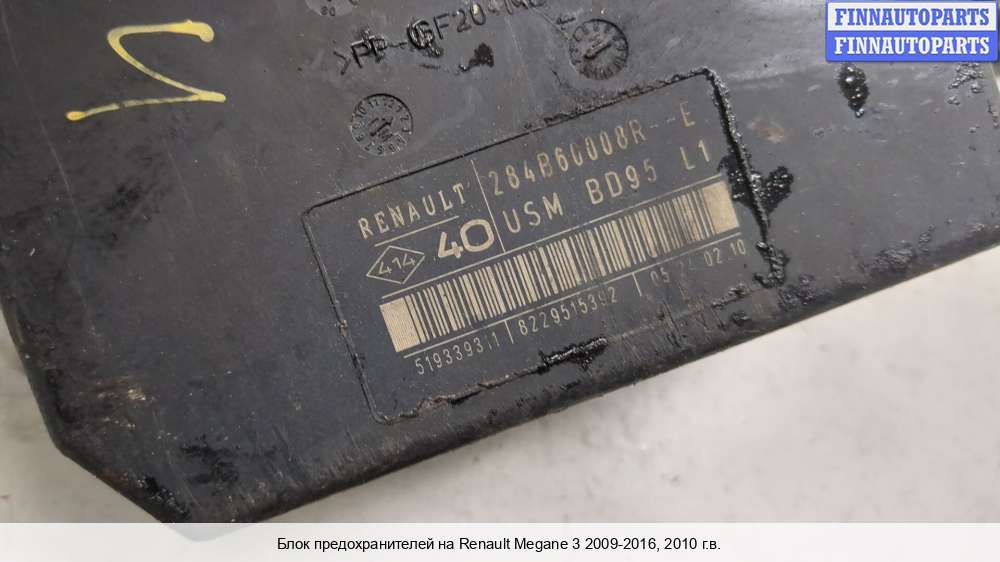 FINNAUTOPARTS
FINNAUTOPARTS
RENAULT 284B60008R--E
414 40 USM BD95 L1
8229515392
Блок предохранителей на Renault Megane 3 2009-2016, 2010 г.в.